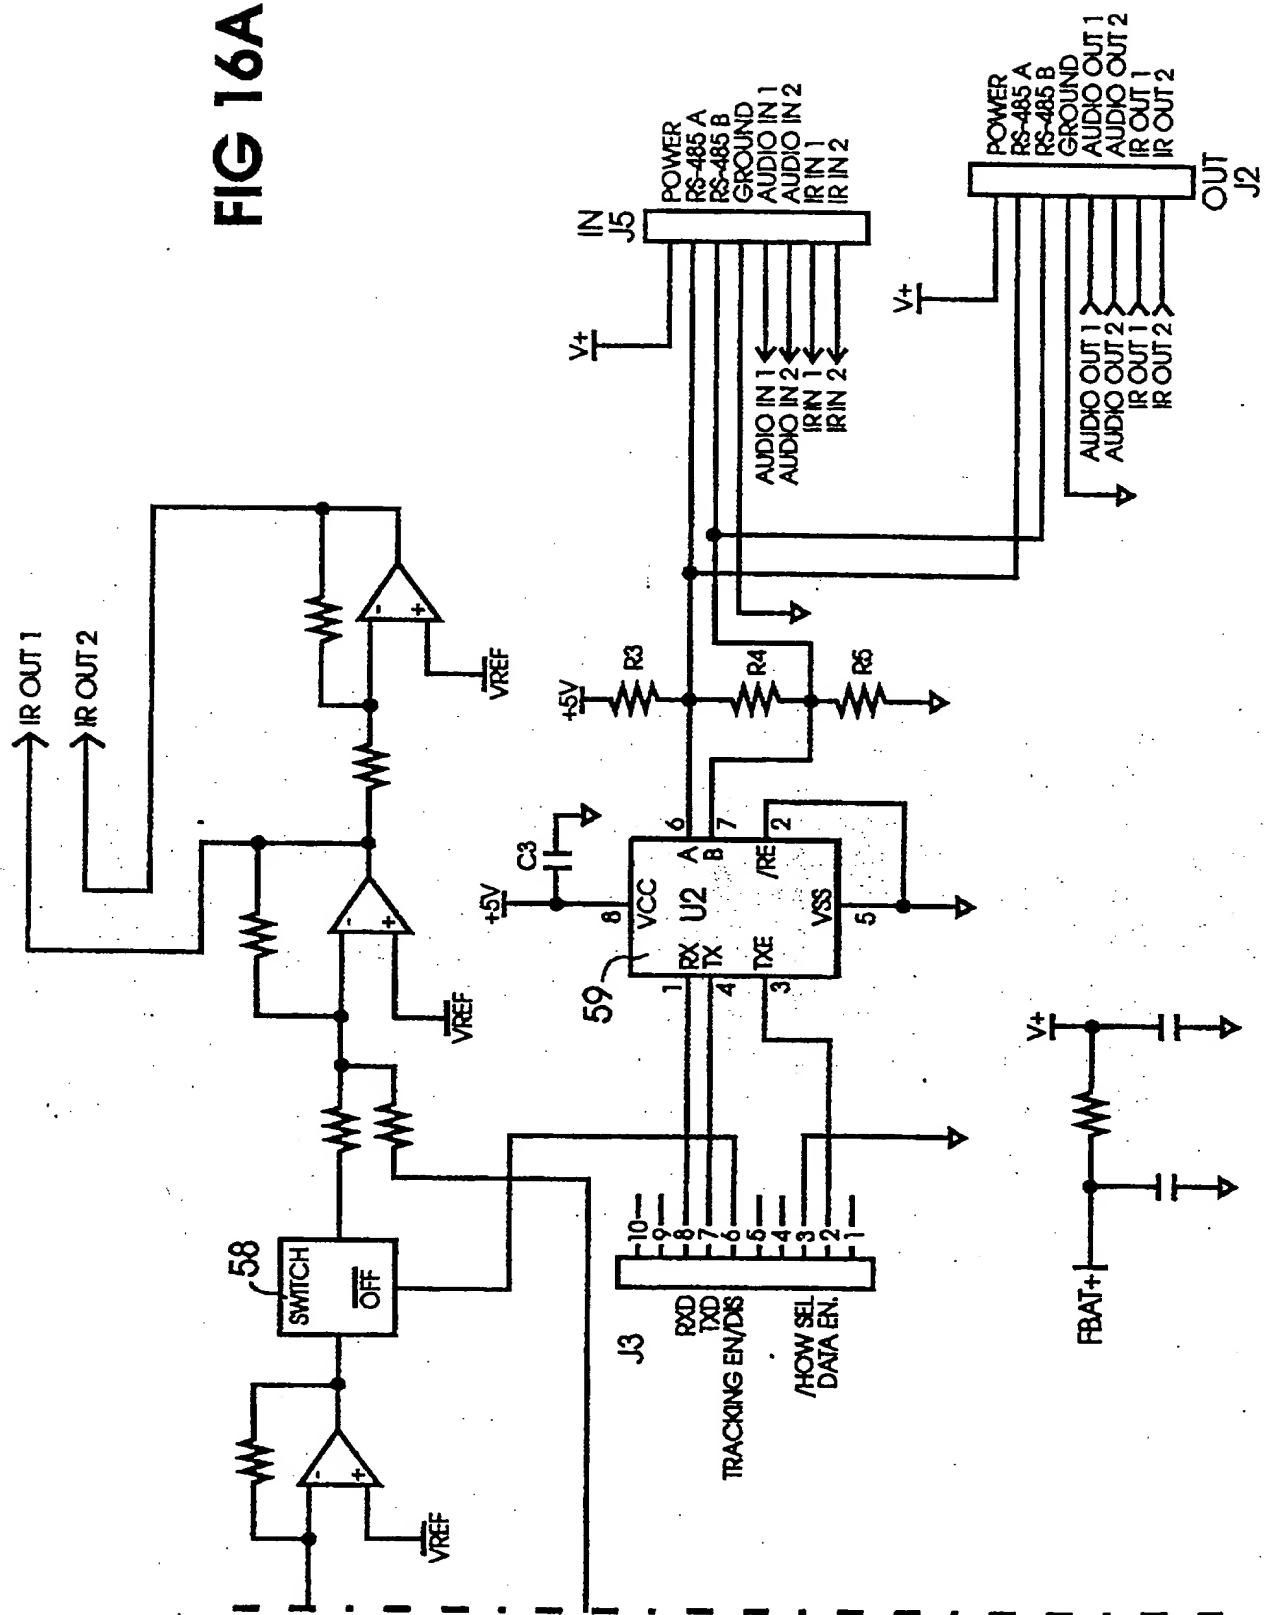 FIG 16A
IR OUT 1
IR OUT 2
-
+
VREF
-
+
VREF
-
+
VREF
58
SWITCH
OFF
+5V
R3
R4
R5
+5V
C3
8
VCC
U2
A
B
/RE
6
7
2
VSS
5
RX
TX
TXE
1
4
3
59
J3
10
9
8
7
6
5
4
3
2
1
RXD
TXD
TRACKING EN/DIS
/HOW SEL
DATA EN.
IN
J5
V+
POWER
RS-485 A
RS-485 B
GROUND
AUDIO IN 1
AUDIO IN 2
IR IN 1
IR IN 2
AUDIO IN 1
AUDIO IN 2
IR IN 1
IR IN 2
V+
POWER
RS-485 A
RS-485 B
GROUND
AUDIO OUT 1
AUDIO OUT 2
IR OUT 1
IR OUT 2
AUDIO OUT 1
AUDIO OUT 2
IR OUT 1
IR OUT 2
OUT
J2
FBAT+
V+